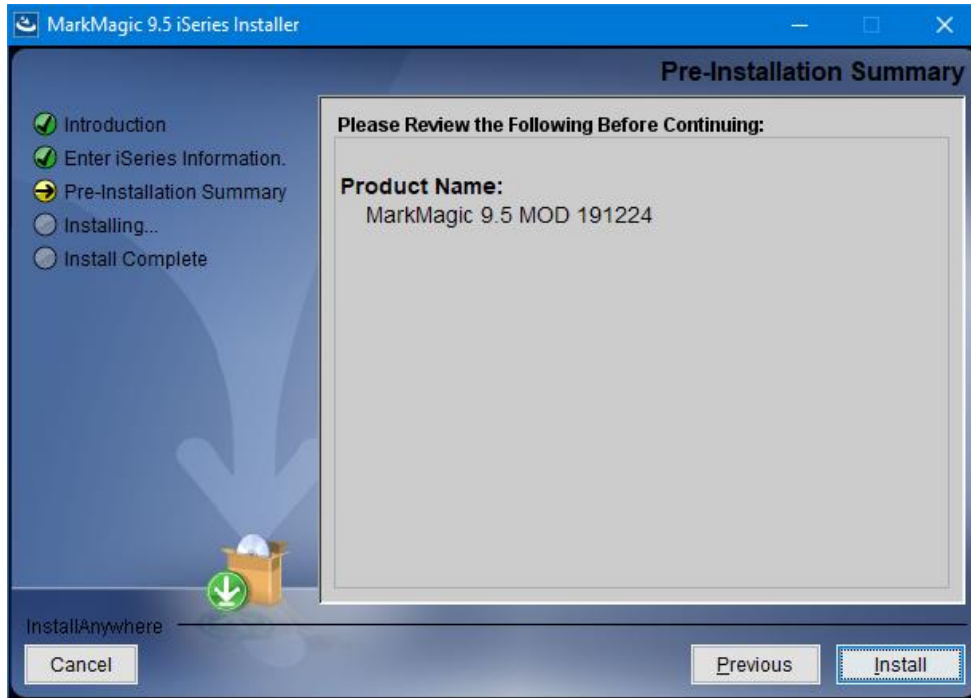 MarkMagic 9.5 iSeries Installer
Pre-Installation Summary
Introduction
Enter iSeries Information.
Pre-Installation Summary
Installing...
Install Complete
Please Review the Following Before Continuing:
Product Name:
MarkMagic 9.5 MOD 191224
InstallAnywhere
Cancel
Previous
Install